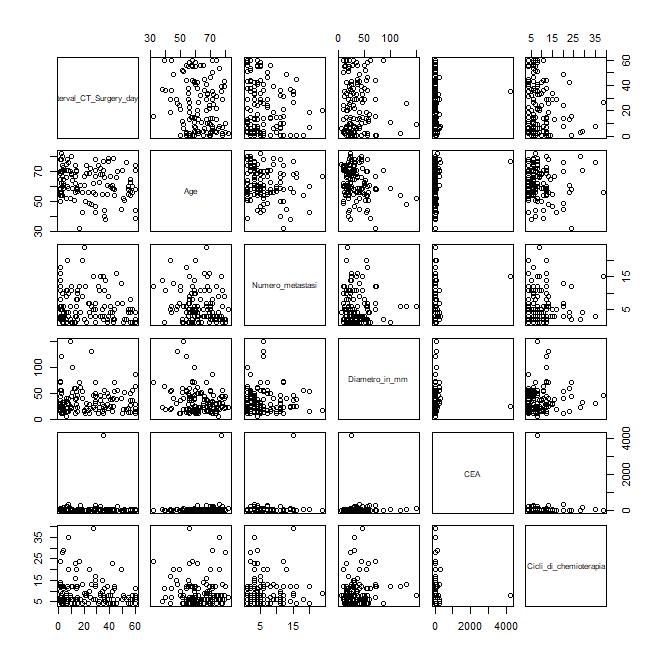 30 50 70 0 50 100 5 15 25 35
terval_CT_Surgery_day
0 20 40 60
30 50 70
Age
Numero_metastasi
5 15
0 50 100
Diametro_in_mm
CEA
0 2000 4000
5 15 25 35
Cicli_di_chemioterapia
0 20 40 60 5 15 0 2000 4000